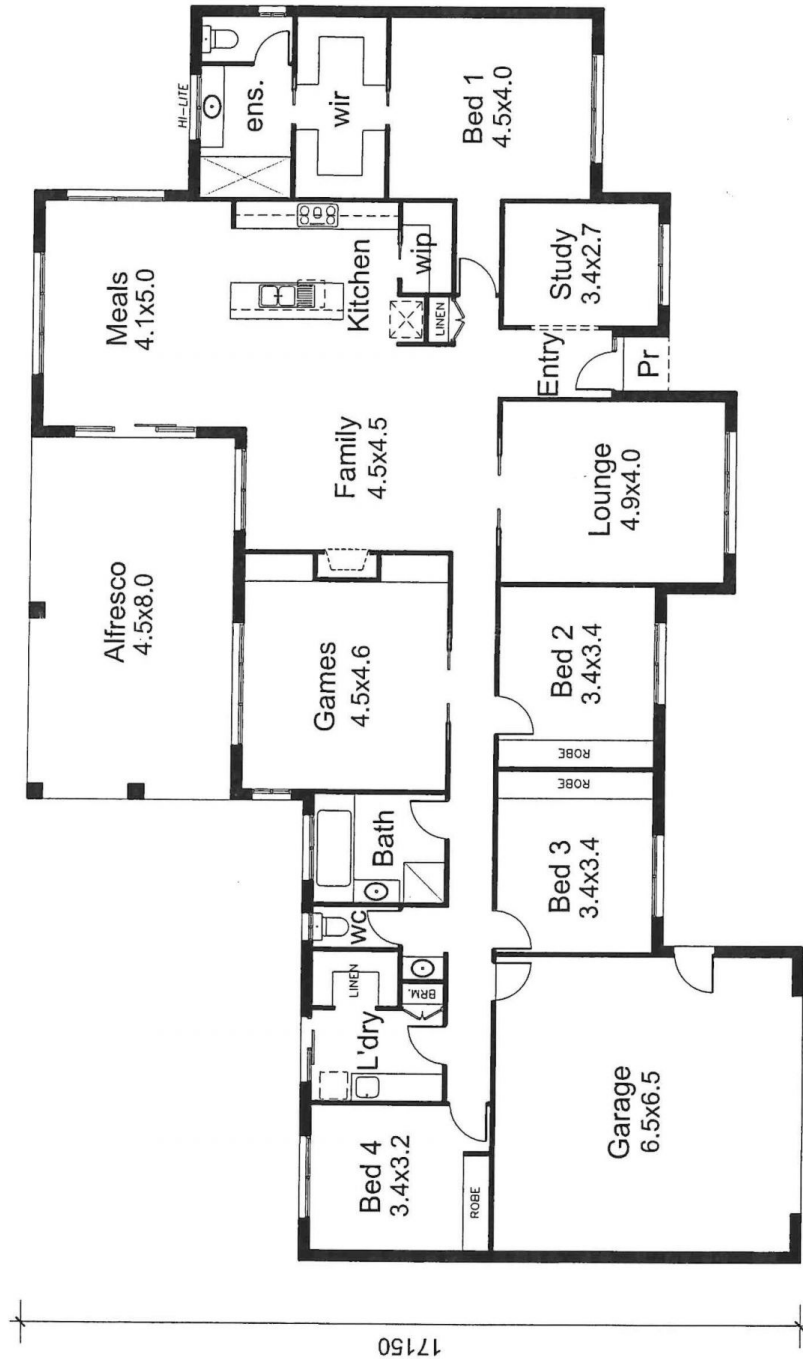 Alfresco
4.5x8.0
Meals
4.1x5.0
HI-LITE
ens.
wir
Bed 1
4.5x4.0
Kitchen
wip
LINEN
Family
4.5x4.5
Games
4.5x4.6
Entry
Study
3.4x2.7
Pr
Lounge
4.9x4.0
Bed 2
3.4x3.4
ROBE
ROBE
Bed 3
3.4x3.4
Bath
wc
LINEN
BRM.
L'dry
Bed 4
3.4x3.2
ROBE
Garage
6.5x6.5
17150